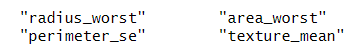 "radius_worst" "area_worst"
"perimeter_se" "texture_mean"